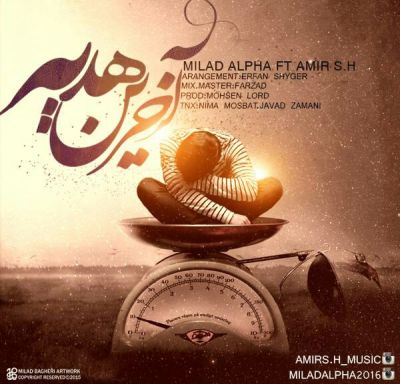 آخرین هدیه
MILAD ALPHA FT AMIR S.H
ARANGEMENT:ERFAN SHYGER
MIX.MASTER:FARZAD
PROD:MOHSEN LORD
TNX:NIMA MOSBAT.JAVAD ZAMANI
AMIRS.H_MUSIC
MILADALPHA2016
MILAD BAGHERI ARTWORK
COPYRIGHT RESERVED©2015